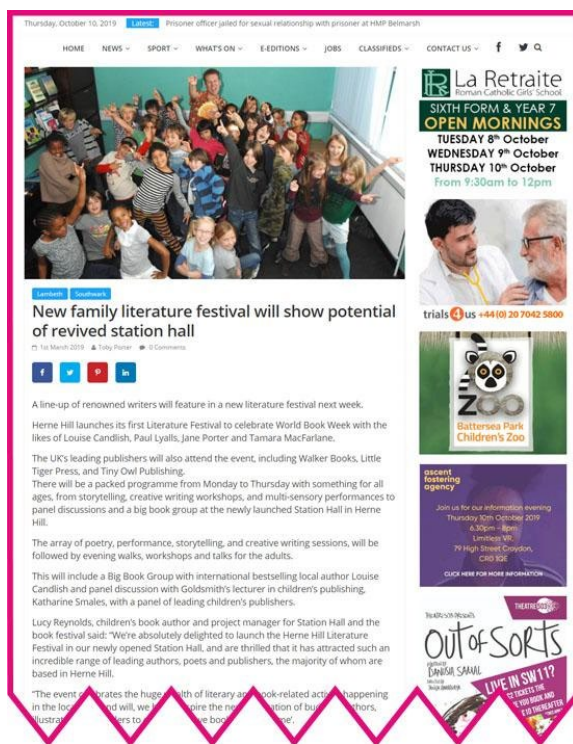 Thursday, October 10, 2019 Latest: Prisoner officer jailed for sexual relationship with prisoner at HMP Belmarsh
HOME NEWS SPORT WHAT'S ON E-EDITIONS JOBS CLASSIFIEDS CONTACT US
Lambeth Southwark
New family literature festival will show potential
of revived station hall
1st March 2019 Toby Porter 0 Comments
A line-up of renowned writers will feature in a new literature festival next week.
Herne Hill launches its first Literature Festival to celebrate World Book Week with the
likes of Louise Candlish, Paul Lyalls, Jane Porter and Tamara MacFarlane.
The UK's leading publishers will also attend the event, including Walker Books, Little
Tiger Press, and Tiny Owl Publishing.
There will be a packed programme from Monday to Thursday with something for all
ages, from storytelling, creative writing workshops, and multi-sensory performances to
panel discussions and a big book group at the newly launched Station Hall in Herne
Hill.
The array of poetry, performance, storytelling, and creative writing sessions, will be
followed by evening walks, workshops and talks for the adults.
This will include a Big Book Group with international bestselling local author Louise
Candlish and panel discussion with Goldsmith's lecturer in children's publishing,
Katharine Smales, with a panel of leading children's publishers.
Lucy Reynolds, children's book author and project manager for Station Hall and the
book festival said: "We're absolutely delighted to launch the Herne Hill Literature
Festival in our newly opened Station Hall, and are thrilled that it has attracted such an
incredible range of leading authors, poets and publishers, the majority of whom are
based in Herne Hill.
"The event the huge of literary happening
in the and will, we the
La Retraite
Roman Catholic Girls' School
SIXTH FORM & YEAR 7
OPEN MORNINGS
TUESDAY 8th October
WEDNESDAY 9th October
THURSDAY 10th October
From 9:30am to 12pm
trials4us +44(0) 20 7042 5800
ZOO
Battersea Park
Children's Zoo
ascent
fostering
agency
Join us for our information evening
Thursday 10th October 2019
6.30pm - 8pm
Limitless VR,
79 High Street Croydon,
CR0 1QE
CLICK HERE FOR MORE INFORMATION
OUT OF SORTS
DANUSIA SAMAL
LIVE IN SW11?